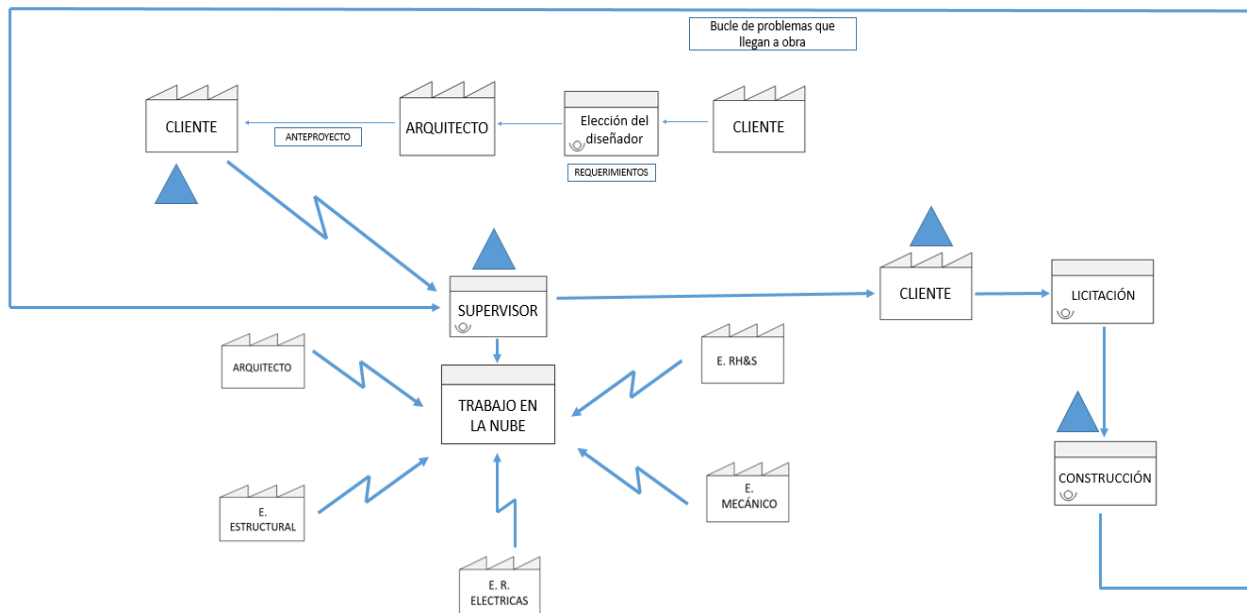 Bucle de problemas que
llegan a obra
CLIENTE
ANTEPROYECTO
ARQUITECTO
Elección del
diseñador
REQUERIMIENTOS
CLIENTE
SUPERVISOR
CLIENTE
LICITACIÓN
ARQUITECTO
E. RH&S
TRABAJO EN
LA NUBE
CONSTRUCCIÓN
E.
ESTRUCTURAL
E.
MECÁNICO
E. R.
ELECTRICAS